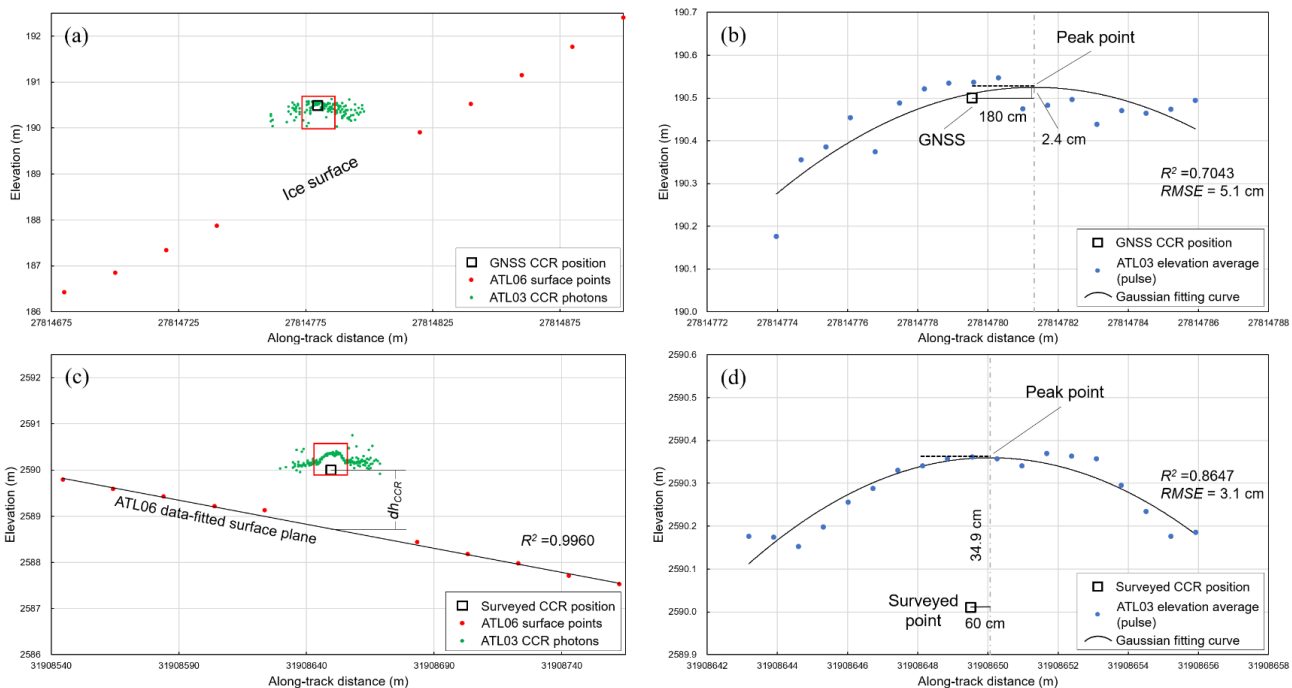 (a)
Elevation (m)
192
191
190
189
188
187
186
27814675
27814725
27814775
27814825
27814875
Along-track distance (m)
Ice surface
GNSS CCR position
ATL06 surface points
ATL03 CCR photons
(b)
Elevation (m)
190.7
190.6
190.5
190.4
190.3
190.2
190.1
190.0
27814772
27814774
27814776
27814778
27814780
27814782
27814784
27814786
27814788
Along-track distance (m)
Peak point
180 cm
GNSS
2.4 cm
R² =0.7043
RMSE = 5.1 cm
GNSS CCR position
ATL03 elevation average
(pulse)
Gaussian fitting curve
(c)
Elevation (m)
2592
2591
2590
2589
2588
2587
2586
31908540
31908590
31908640
31908690
31908740
Along-track distance (m)
dhCCR
ATL06 data-fitted surface plane
R² =0.9960
Surveyed CCR position
ATL06 surface points
ATL03 CCR photons
(d)
Elevation (m)
2590.6
2590.5
2590.4
2590.3
2590.2
2590.1
2590.0
2589.9
31908642
31908644
31908646
31908648
31908650
31908652
31908654
31908656
31908658
Along-track distance (m)
Peak point
R² =0.8647
RMSE = 3.1 cm
34.9 cm
Surveyed
point
60 cm
Surveyed CCR position
ATL03 elevation average
(pulse)
Gaussian fitting curve